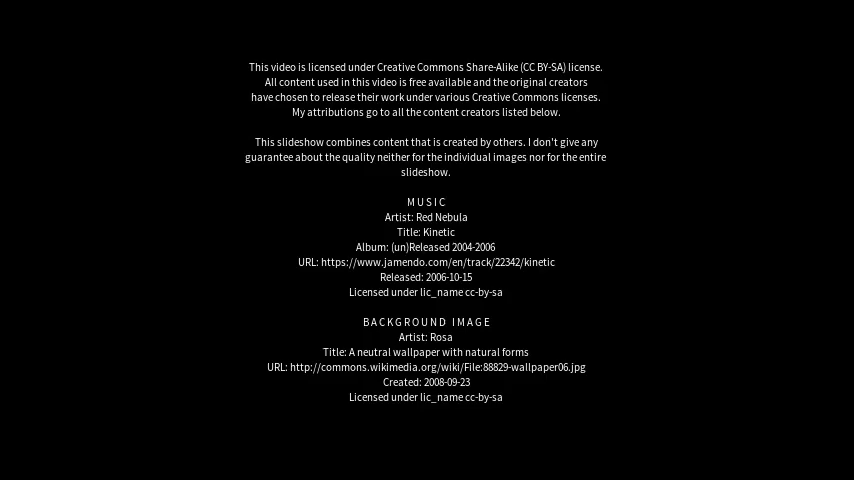 This video is licensed under Creative Commons Share-Alike (CC BY-SA) license.
All content used in this video is free available and the original creators
have chosen to release their work under various Creative Commons licenses.
My attributions go to all the content creators listed below.
This slideshow combines content that is created by others. I don't give any
guarantee about the quality neither for the individual images nor for the entire
slideshow.
MUSIC
Artist: Red Nebula
Title: Kinetic
Album: (un)Released 2004-2006
URL: https://www.jamendo.com/en/track/22342/kinetic
Released: 2006-10-15
Licensed under lic_name cc-by-sa
BACKGROUND IMAGE
Artist: Rosa
Title: A neutral wallpaper with natural forms
URL: http://commons.wikimedia.org/wiki/File:88829-wallpaper06.jpg
Created: 2008-09-23
Licensed under lic_name cc-by-sa